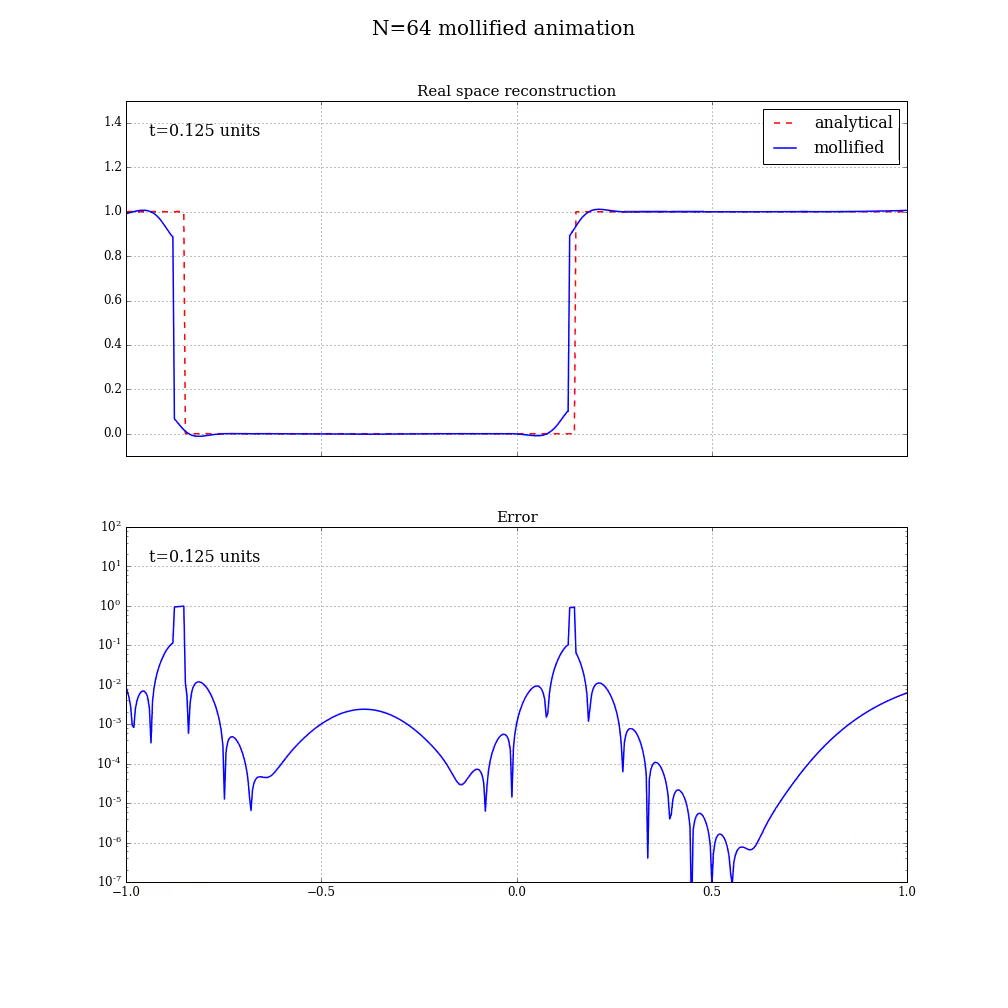 N=64 mollified animation
Real space reconstruction
t=0.125 units
analytical
mollified
1.4
1.2
1.0
0.8
0.6
0.4
0.2
0.0
Error
t=0.125 units
10²
10¹
10⁰
10⁻¹
10⁻²
10⁻³
10⁻⁴
10⁻⁵
10⁻⁶
10⁻⁷
−1.0 −0.5 0.0 0.5 1.0